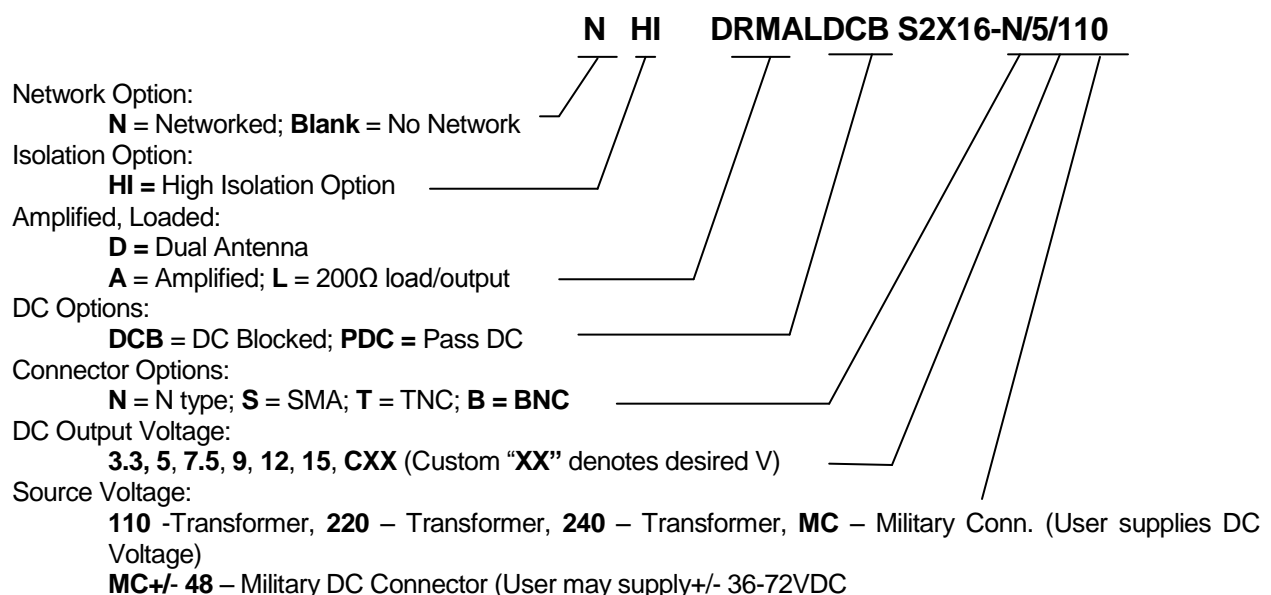 N HI DRMALDCB S2X16-N/5/110
Network Option:
N = Networked; Blank = No Network
Isolation Option:
HI = High Isolation Option
Amplified, Loaded:
D = Dual Antenna
A = Amplified; L = 200Ω load/output
DC Options:
DCB = DC Blocked; PDC = Pass DC
Connector Options:
N = N type; S = SMA; T = TNC; B = BNC
DC Output Voltage:
3.3, 5, 7.5, 9, 12, 15, CXX (Custom “XX” denotes desired V)
Source Voltage:
110 -Transformer, 220 – Transformer, 240 – Transformer, MC – Military Conn. (User supplies DC
Voltage)
MC+/- 48 – Military DC Connector (User may supply+/- 36-72VDC